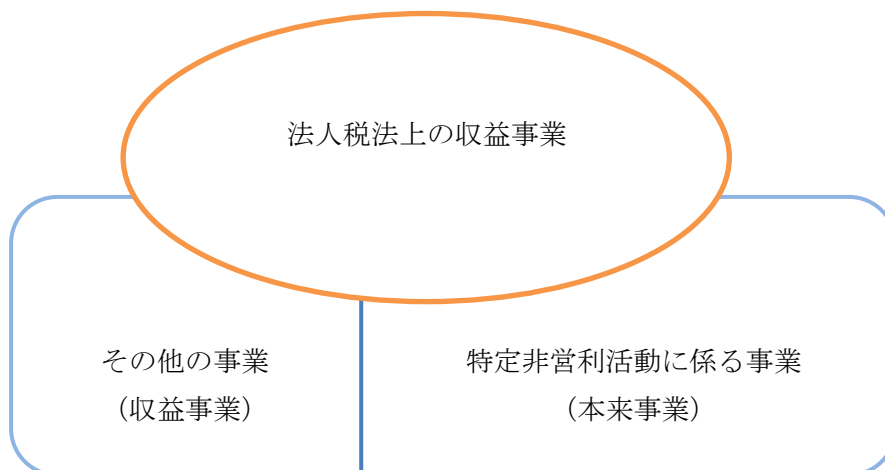 法人税法上の収益事業
その他の事業
（収益事業）
特定非営利活動に係る事業
（本来事業）